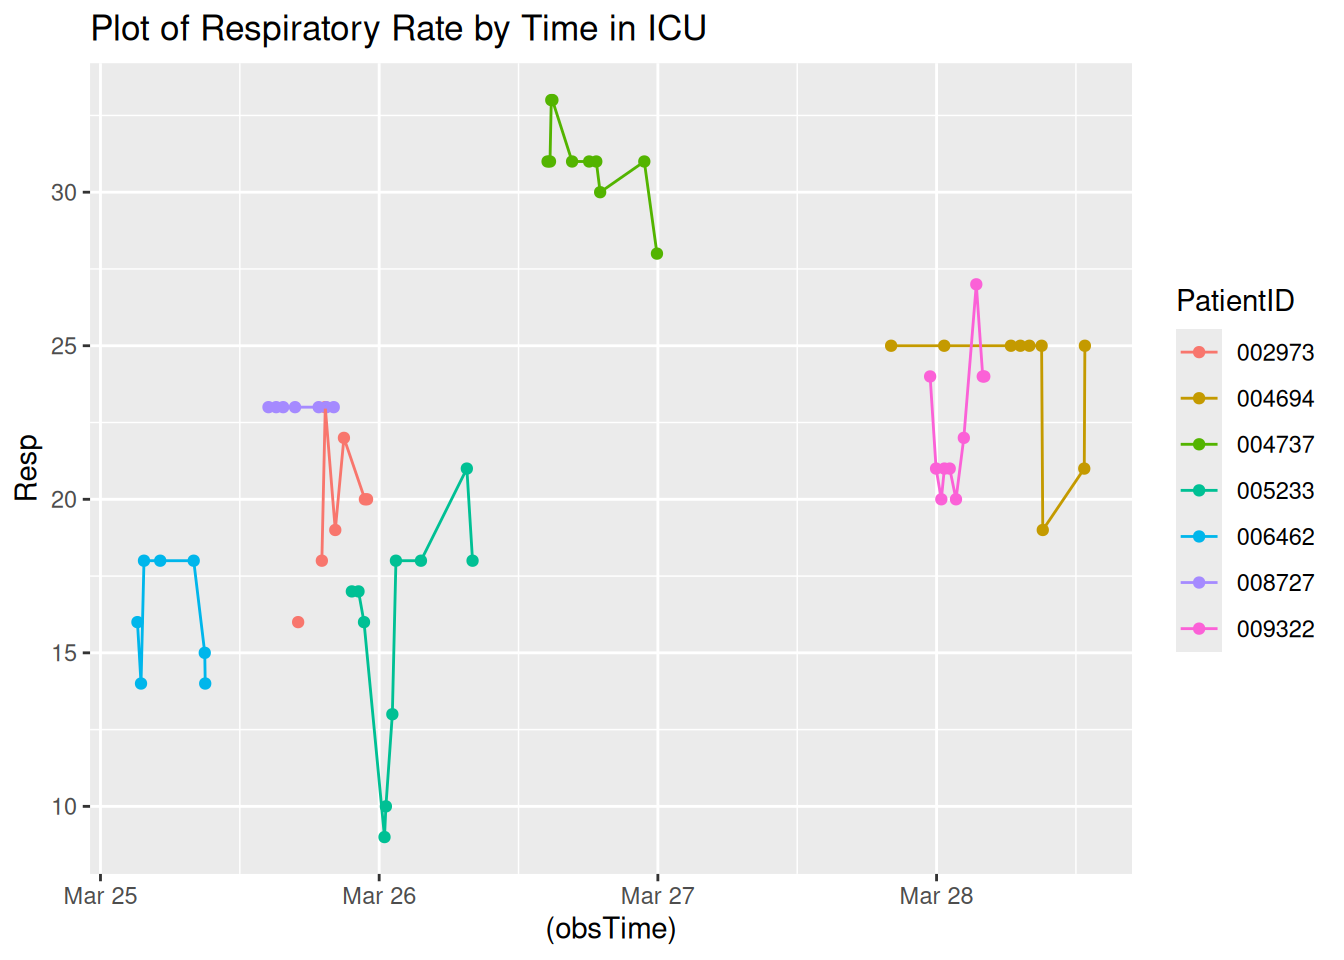 Plot of Respiratory Rate by Time in ICU
Resp
30
25
20
15
10
Mar 25
Mar 26
Mar 27
Mar 28
(obsTime)
PatientID
002973
004694
004737
005233
006462
008727
009322